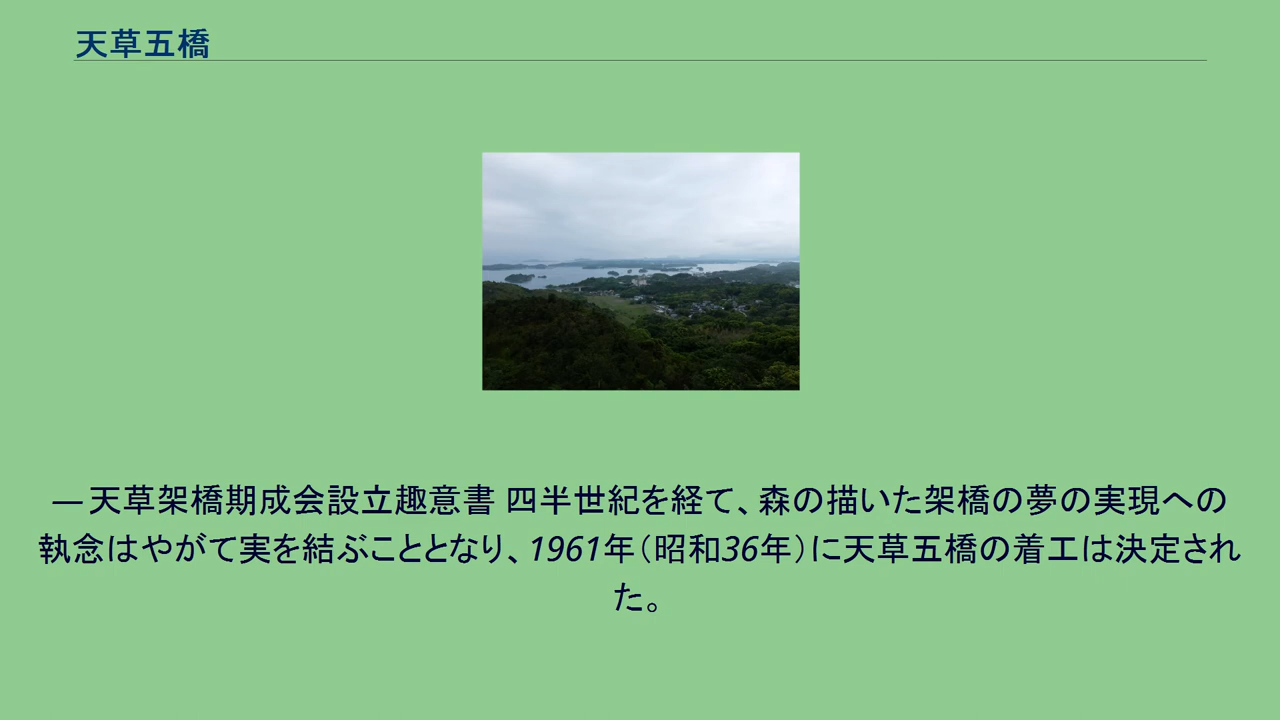 天草五橋
— 天草架橋期成会設立趣意書 四半世紀を経て、森の描いた架橋の夢の実現への
執念はやがて実を結ぶこととなり、1961年（昭和36年）に天草五橋の着工は決定され
た。